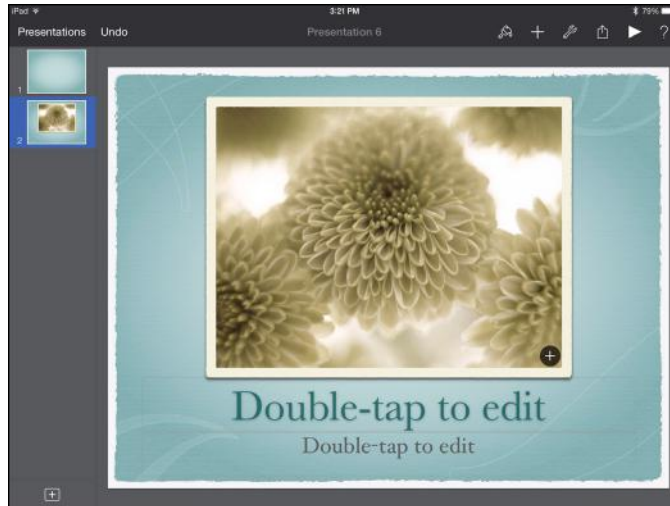 iPad
3:21 PM
79%
Presentations Undo Presentation 6 ?
1
2
Double-tap to edit
Double-tap to edit